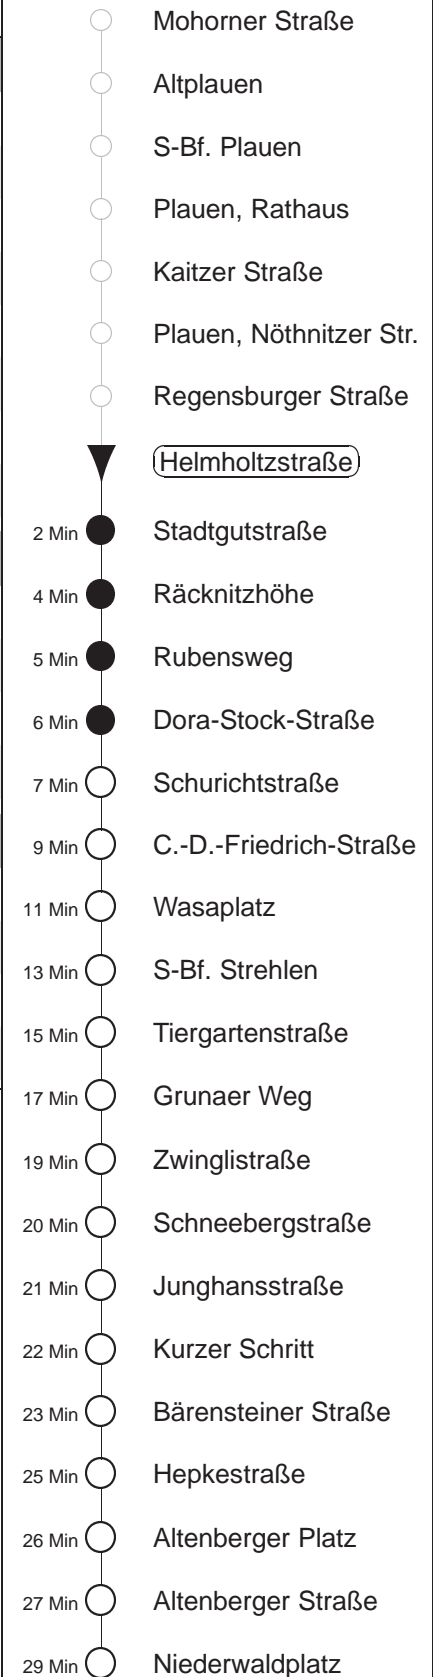 Mohorner Straße
Altplauen
S-Bf. Plauen
Plauen, Rathaus
Kaitzer Straße
Plauen, Nöthnitzer Str.
Regensburger Straße
Helmholtzstraße
2 Min Stadtgutstraße
4 Min Räcknitzhöhe
5 Min Rubensweg
6 Min Dora-Stock-Straße
7 Min Schurichtstraße
9 Min C.-D.-Friedrich-Straße
11 Min Wasaplatz
13 Min S-Bf. Strehlen
15 Min Tiergartenstraße
17 Min Grunaer Weg
19 Min Zwinglistraße
20 Min Schneebergstraße
21 Min Junghansstraße
22 Min Kurzer Schritt
23 Min Bärensteiner Straße
25 Min Hepkestraße
26 Min Altenberger Platz
27 Min Altenberger Straße
29 Min Niederwaldplatz